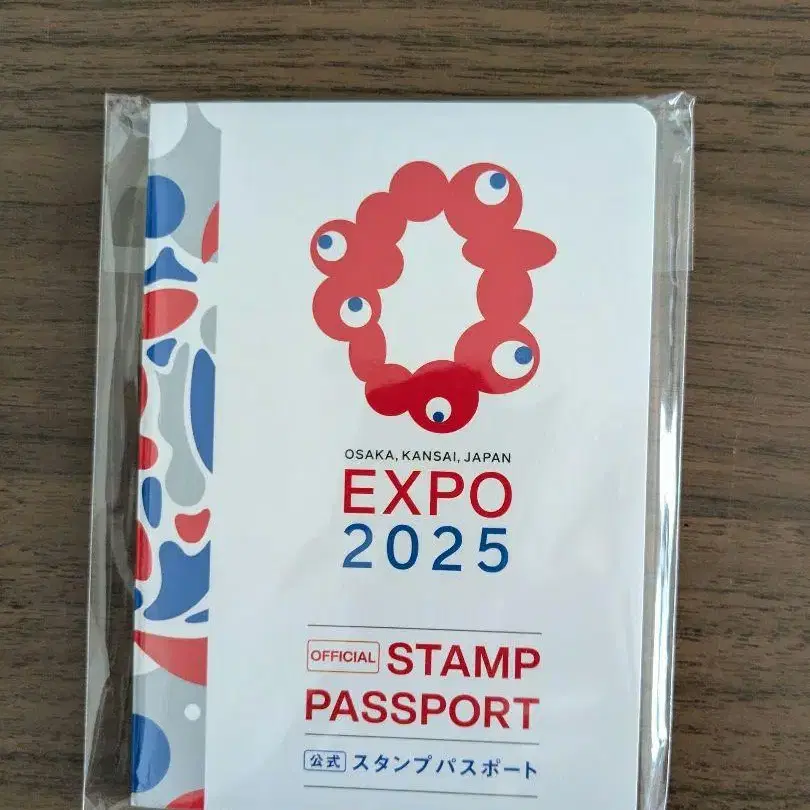 OSAKA, KANSAI, JAPAN
EXPO
2025
OFFICIAL STAMP
PASSPORT
公式 スタンプパスポート